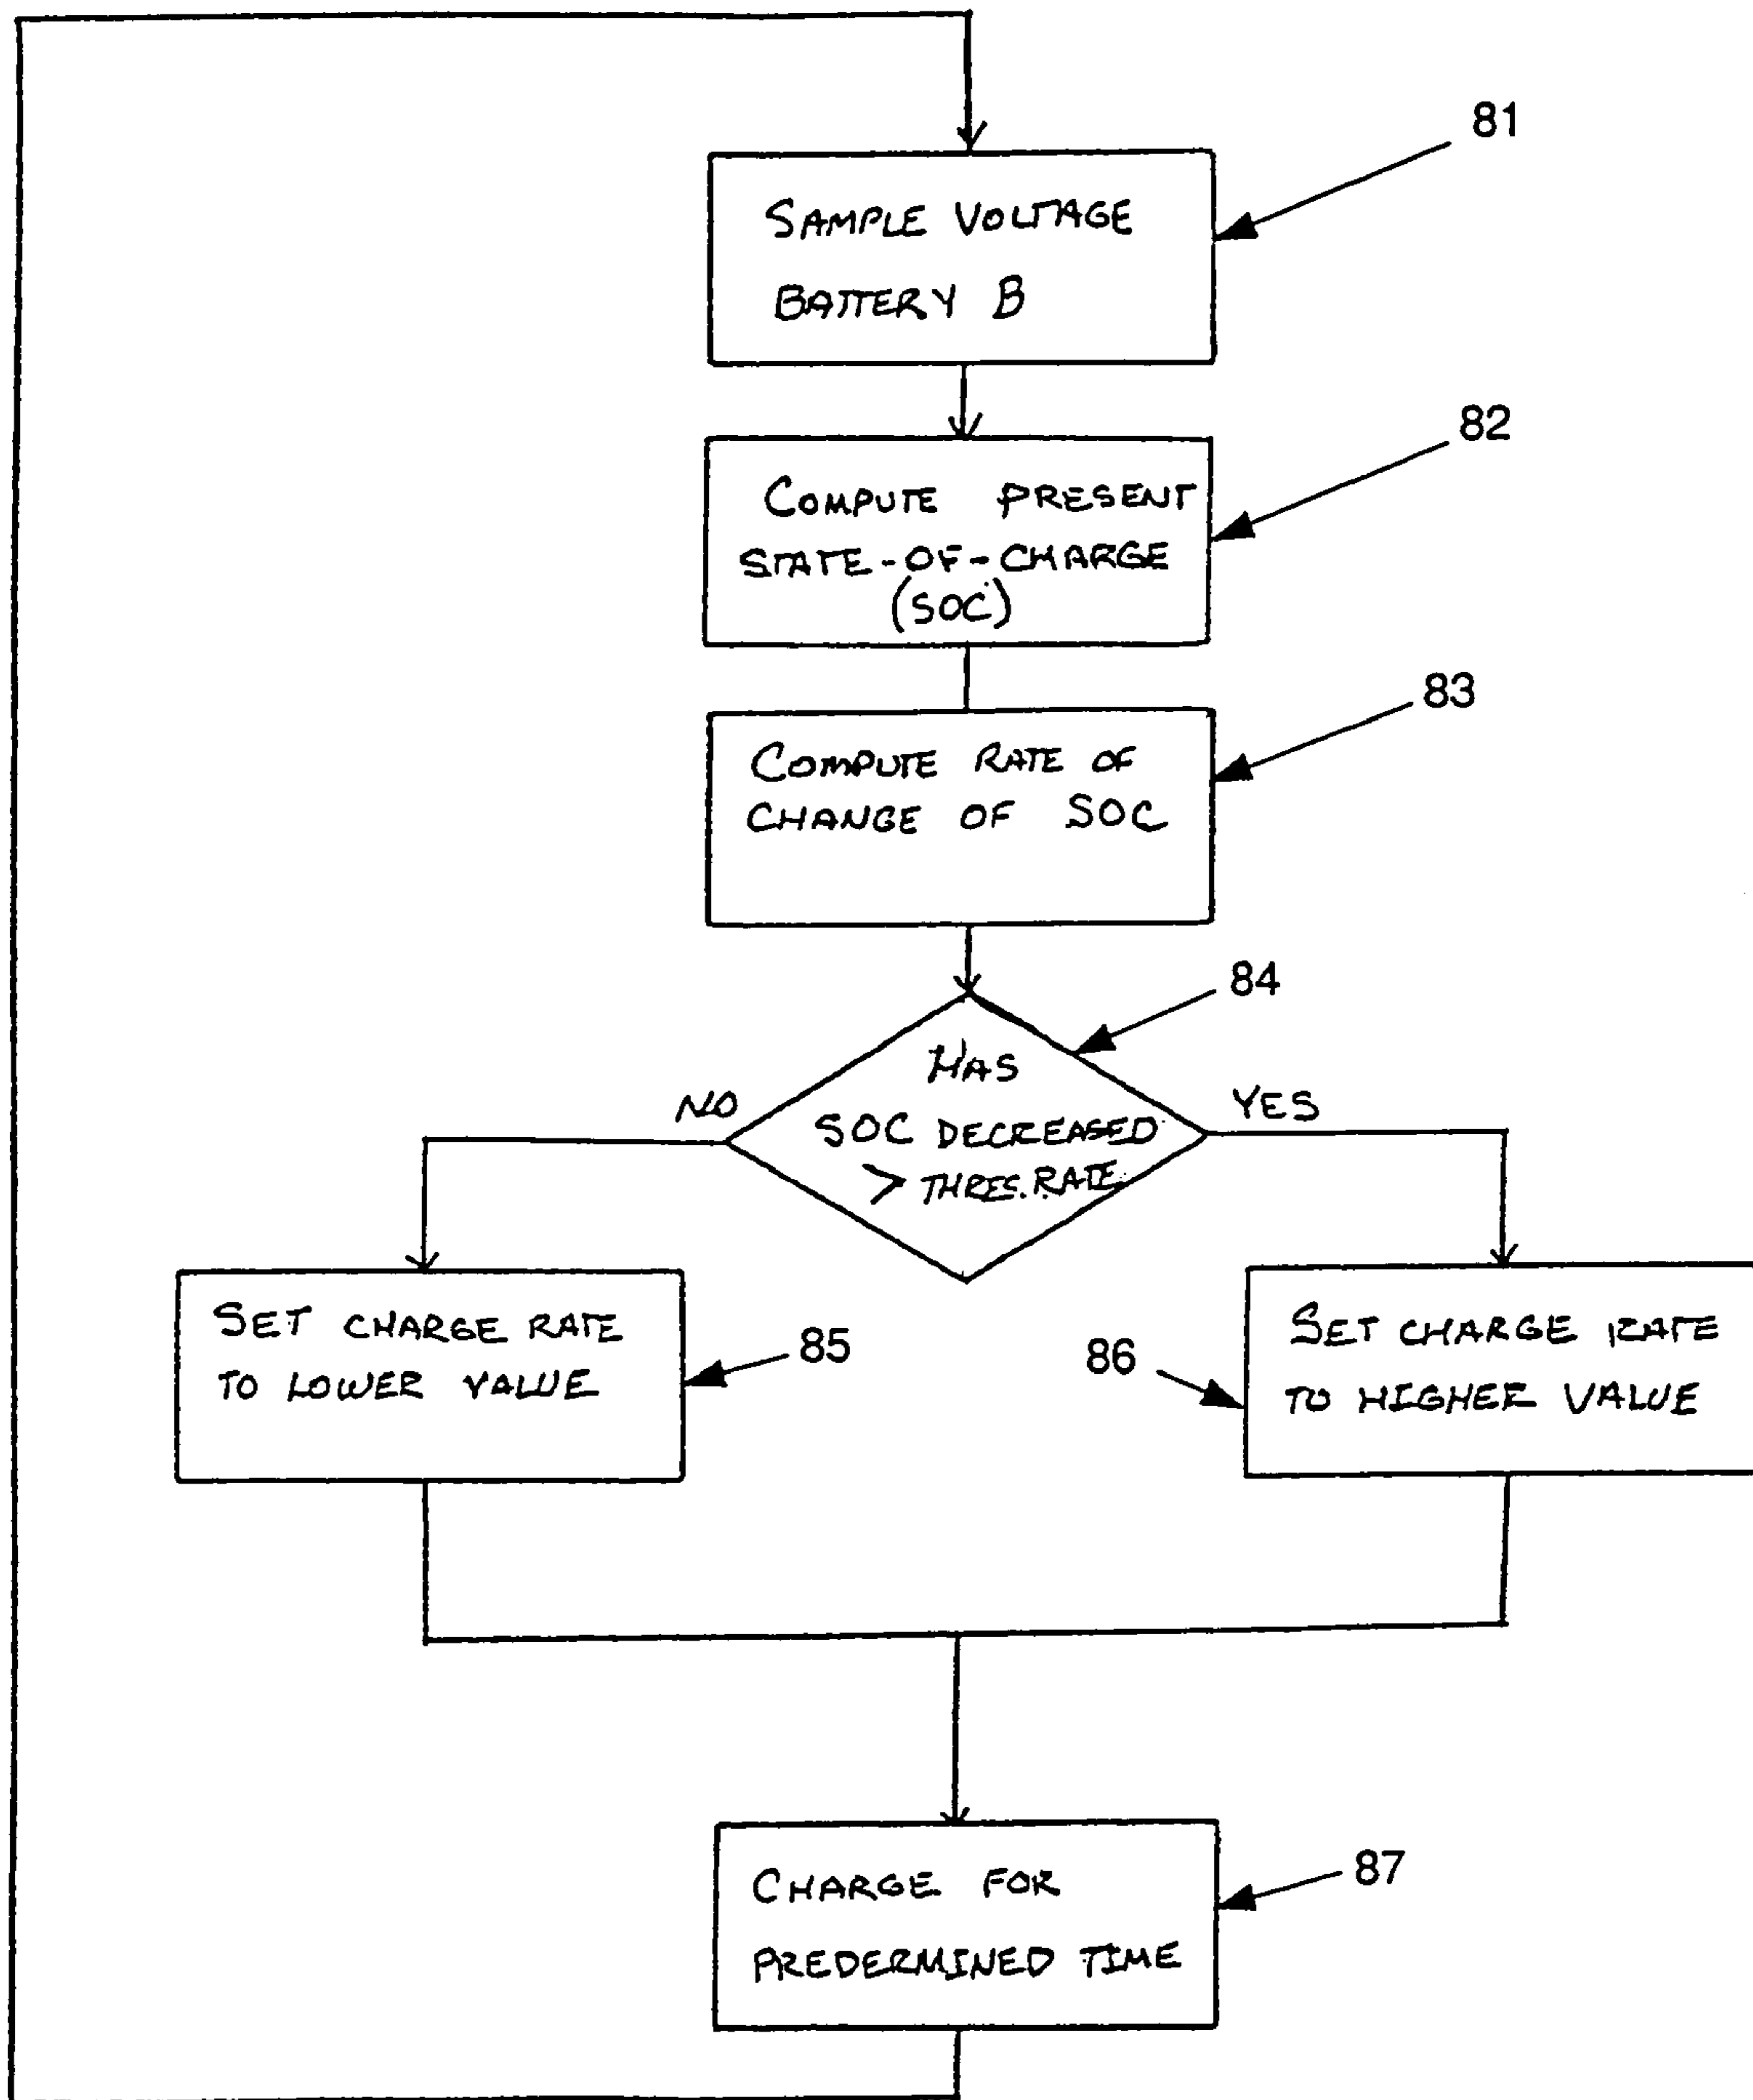 81
SAMPLE VOLTAGE
BATTERY B
82
COMPUTE PRESENT
STATE-OF-CHARGE
(SOC)
83
COMPUTE RATE OF
CHANGE OF SOC
84
HAS
SOC DECREASED
> THRES. RATE
NO
YES
SET CHARGE RATE
TO LOWER VALUE
85
86
SET CHARGE RATE
TO HIGHER VALUE
CHARGE FOR
PREDERMINED TIME
87